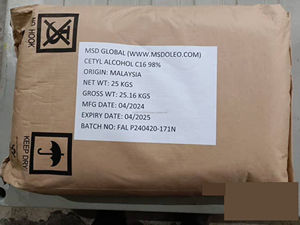 NO HOOK
MSD GLOBAL (WWW.MSDOLEO.COM)
CETYL ALCOHOL C16 98%
ORIGIN: MALAYSIA
NET WT: 25 KGS
GROSS WT: 25.16 KGS
MFG DATE: 04/2024
EXPIRY DATE: 04/2025
BATCH NO: FAL P240420-171N
KEEP DRY